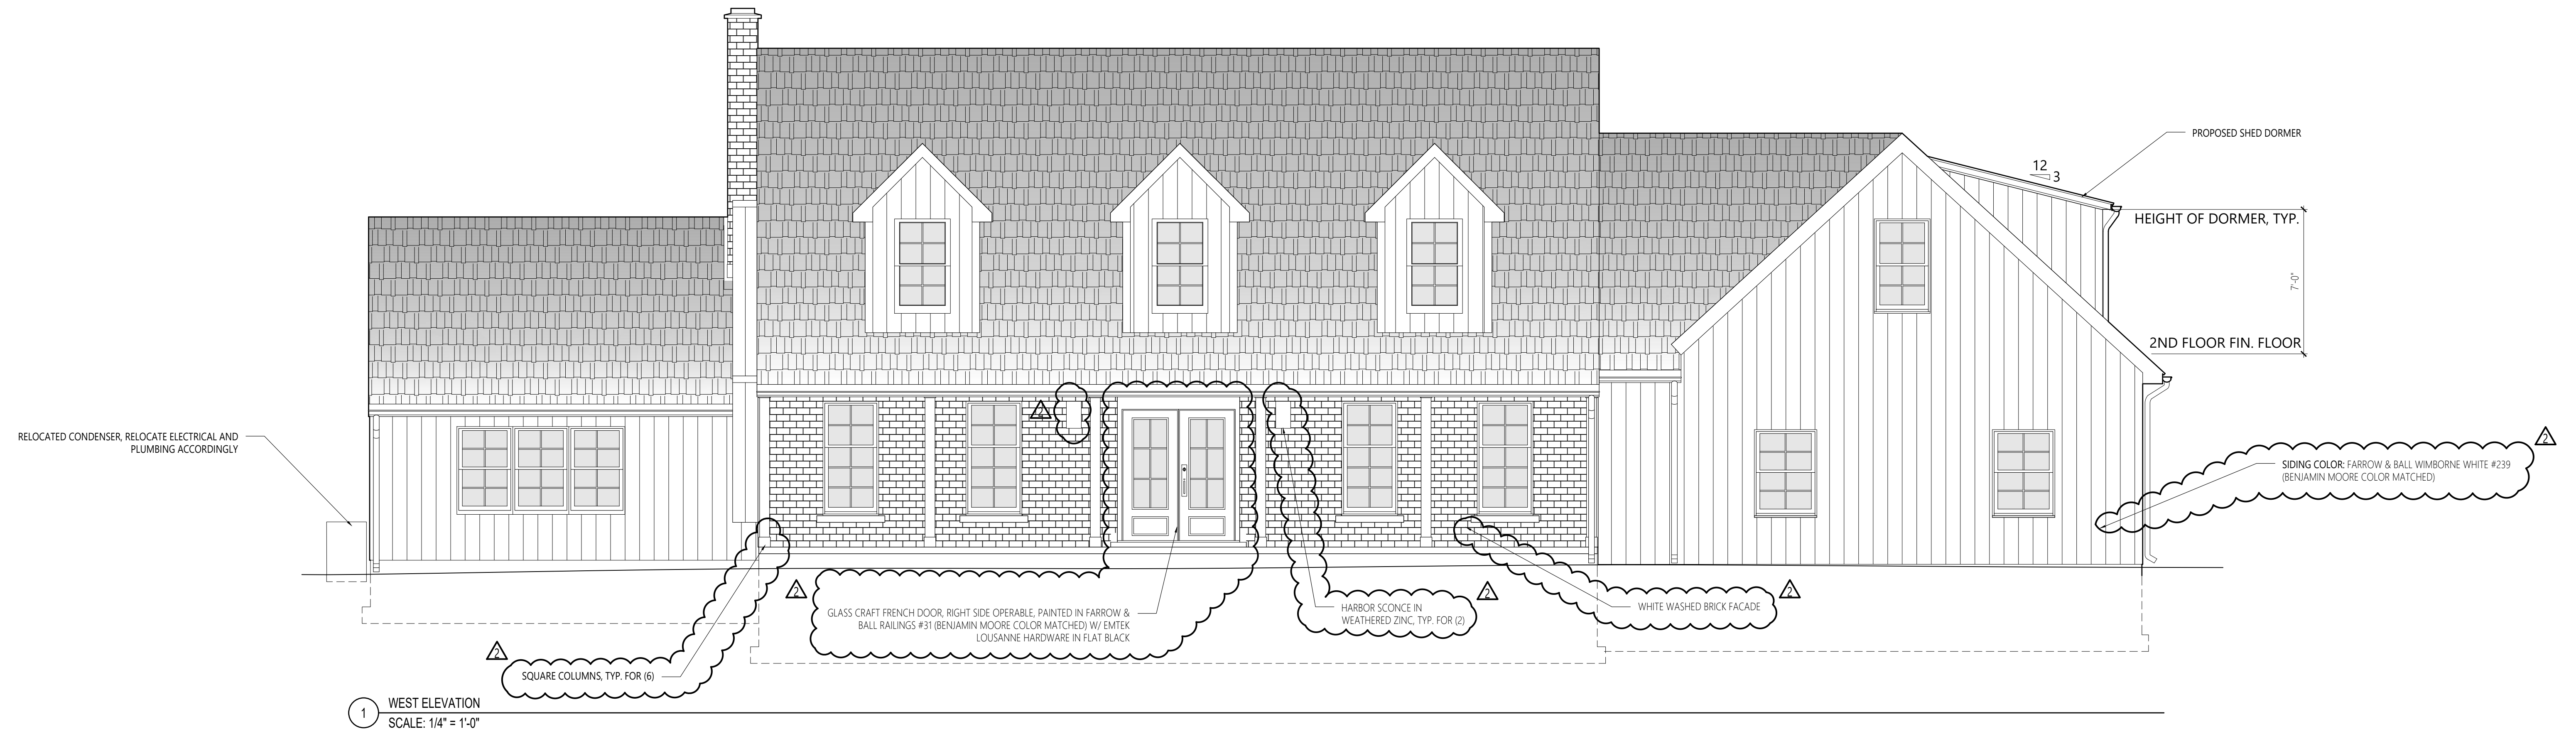 PROPOSED SHED DORMER
12
3
HEIGHT OF DORMER, TYP.
7'-0"
2ND FLOOR FIN. FLOOR
2
RELOCATED CONDENSER, RELOCATE ELECTRICAL AND
PLUMBING ACCORDINGLY
2
SIDING COLOR: FARROW & BALL WIMBORNE WHITE #239
(BENJAMIN MOORE COLOR MATCHED)
2
GLASS CRAFT FRENCH DOOR, RIGHT SIDE OPERABLE, PAINTED IN FARROW &
BALL RAILINGS #31 (BENJAMIN MOORE COLOR MATCHED) W/ EMTEK
LOUSANNE HARDWARE IN FLAT BLACK
2
HARBOR SCONCE IN
WEATHERED ZINC, TYP. FOR (2)
2
WHITE WASHED BRICK FACADE
2
SQUARE COLUMNS, TYP. FOR (6)
1
WEST ELEVATION
SCALE: 1/4" = 1'-0"